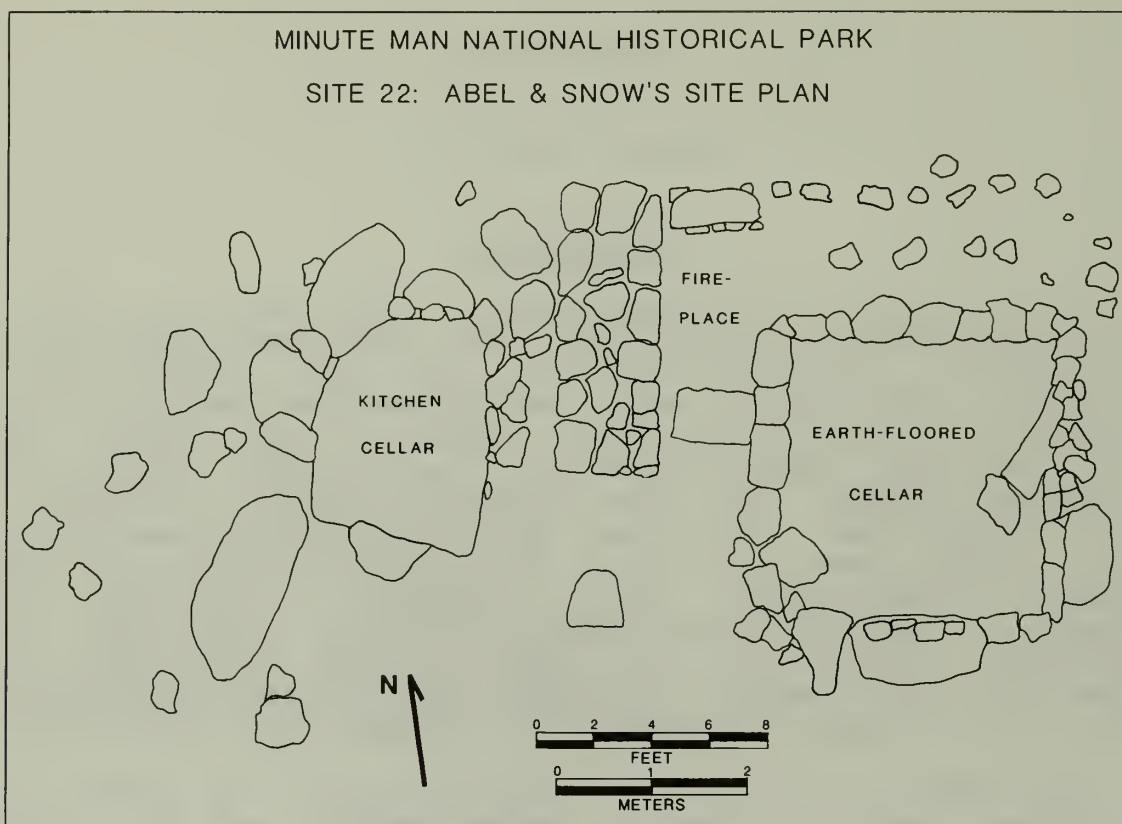 MINUTE MAN NATIONAL HISTORICAL PARK
SITE 22: ABEL & SNOW'S SITE PLAN
FIRE-
PLACE
KITCHEN
CELLAR
EARTH-FLOORED
CELLAR
N
0 2 4 6 8
FEET
0 1 2
METERS